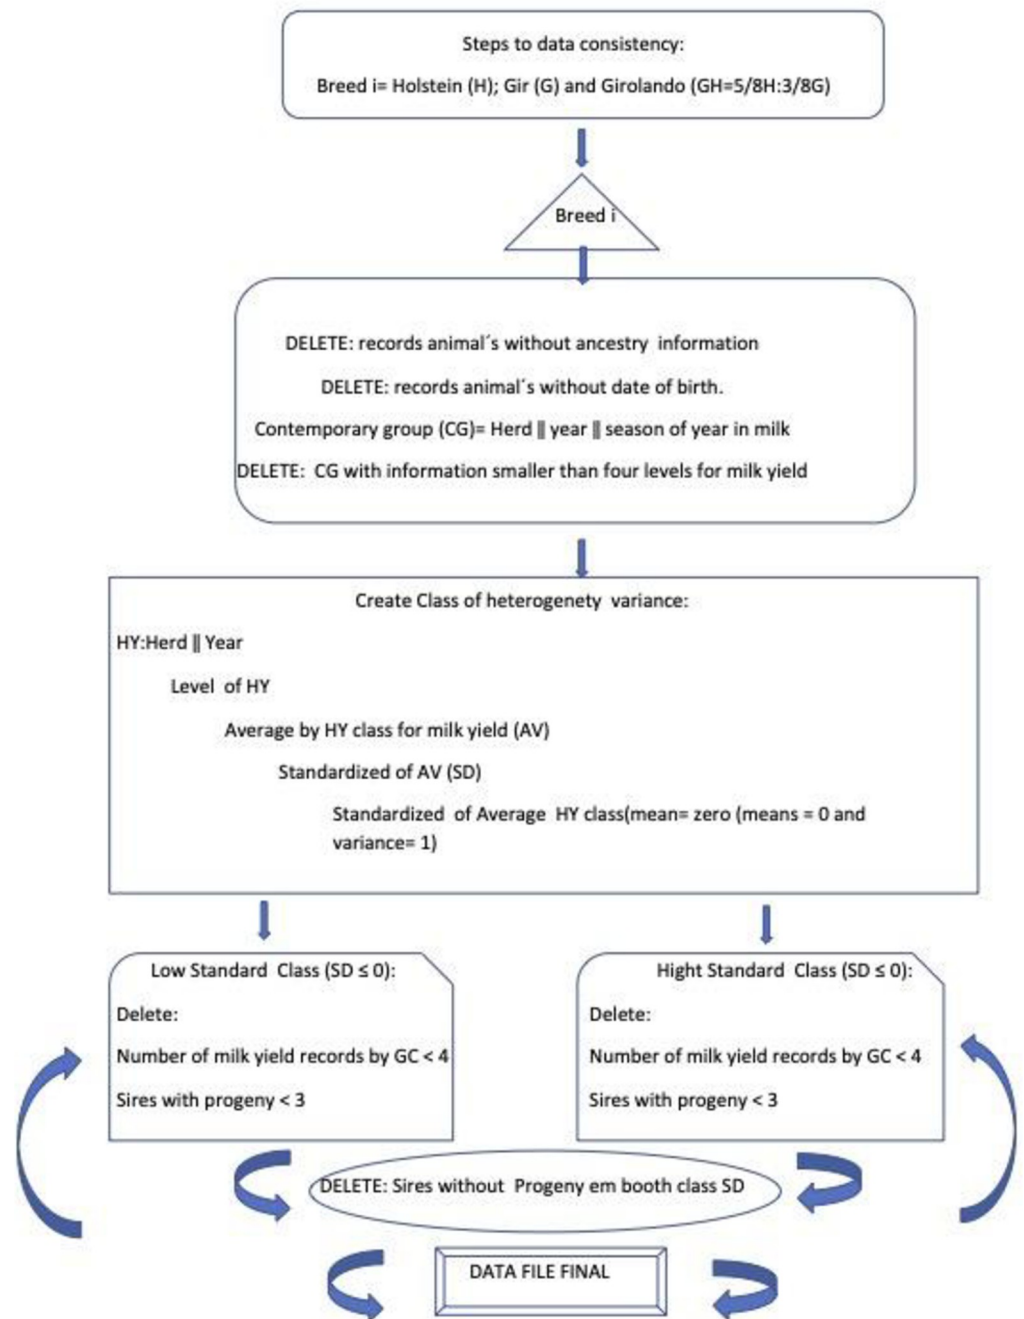 Steps to data consistency:
Breed i= Holstein (H); Gir (G) and Girolando (GH=5/8H:3/8G)
Breed i
DELETE: records animal´s without ancestry information
DELETE: records animal´s without date of birth.
Contemporary group (CG)= Herd ‖ year ‖ season of year in milk
DELETE: CG with information smaller than four levels for milk yield
Create Class of heterogenety variance:
HY:Herd ‖ Year
Level of HY
Average by HY class for milk yield (AV)
Standardized of AV (SD)
Standardized of Average HY class(mean= zero (means = 0 and
variance= 1)
Low Standard Class (SD ≤ 0):
Delete:
Number of milk yield records by GC < 4
Sires with progeny < 3
Hight Standard Class (SD ≤ 0):
Delete:
Number of milk yield records by GC < 4
Sires with progeny < 3
DELETE: Sires without Progeny em booth class SD
DATA FILE FINAL